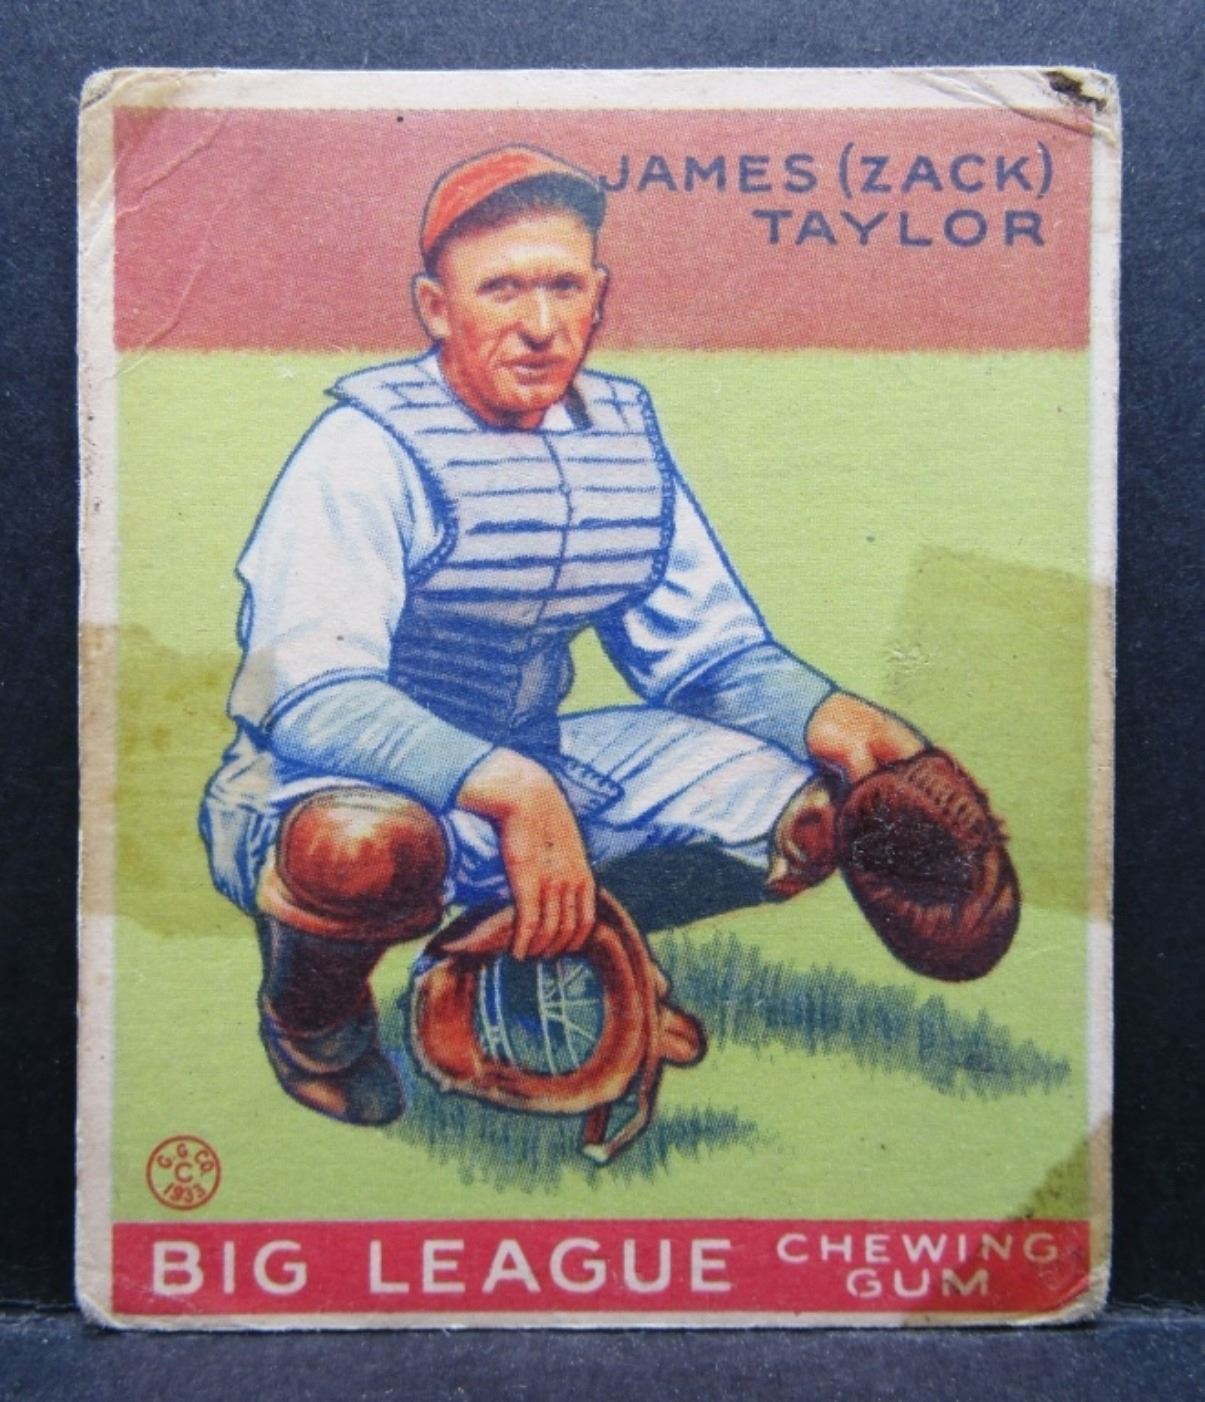 JAMES (ZACK)
TAYLOR
G. G. CO.
C
1933
BIG LEAGUE CHEWING
GUM